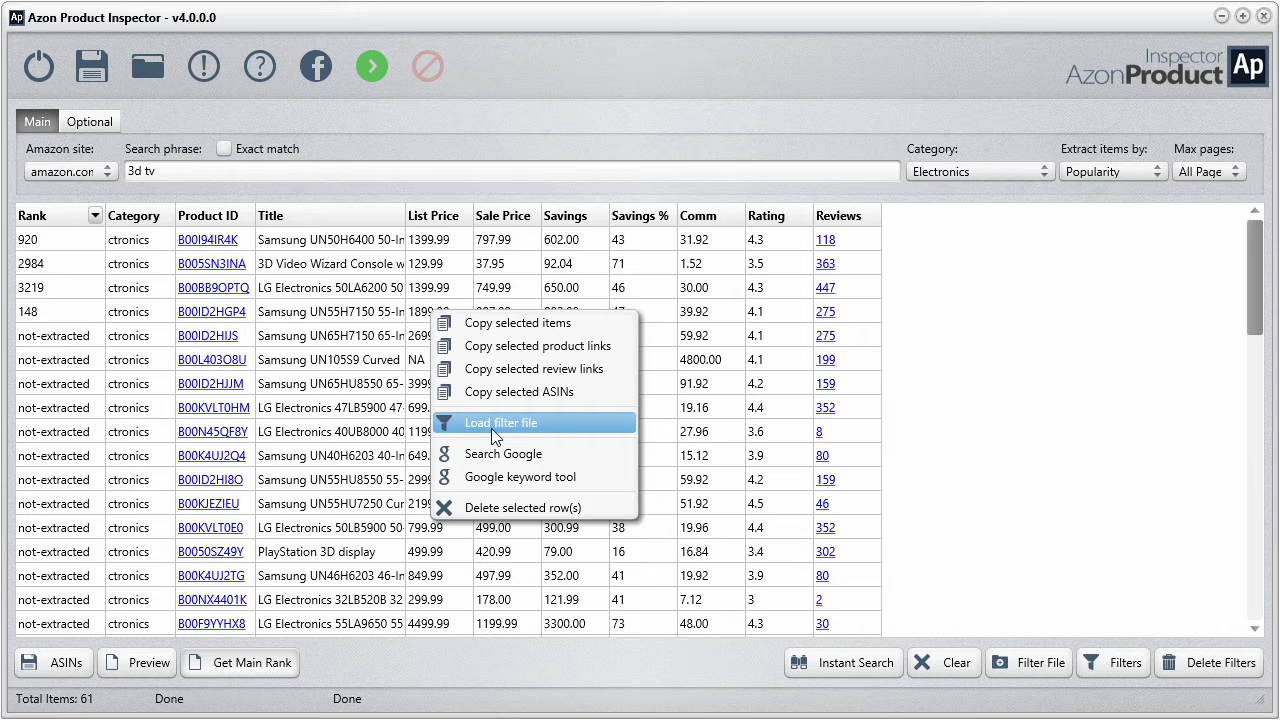 Azon Product Inspector - v4.0.0.0
Inspector
AzonProduct
Ap
Main Optional
Amazon site: Search phrase: Exact match Category: Extract items by: Max pages:
amazon.cor 3d tv Electronics Popularity All Page
Rank Category Product ID Title List Price Sale Price Savings Savings % Comm Rating Reviews
920 ctronics B00I94IR4K Samsung UN50H6400 50-In 1399.99 797.99 602.00 43 31.92 4.3 118
2984 ctronics B005SN3INA 3D Video Wizard Console w 129.99 37.95 92.04 71 1.52 3.5 363
3219 ctronics B00BB9OPTQ LG Electronics 50LA6200 50 1399.99 749.99 650.00 46 30.00 4.3 447
148 ctronics B00ID2HGP4 Samsung UN55H7150 55-In 39.92 4.1 275
not-extracted ctronics B00ID2HIJS Samsung UN65H7150 65-In 59.92 4.1 275
not-extracted ctronics B00L403O8U Samsung UN105S9 Curved NA 4800.00 4.1 199
not-extracted ctronics B00ID2HJJM Samsung UN65HU8550 65- 3999 91.92 4.2 159
not-extracted ctronics B00KVLT0HM LG Electronics 47LB5900 47- 699. 19.16 4.4 352
not-extracted ctronics B00N45QF8Y LG Electronics 40UB8000 40 1199 27.96 3.6 8
not-extracted ctronics B00K4UJ2Q4 Samsung UN40H6203 40-In 649. 15.12 3.9 80
not-extracted ctronics B00ID2HI8O Samsung UN55HU8550 55- 2999 59.92 4.2 159
not-extracted ctronics B00KJEZIEU Samsung UN55HU7250 Cur 51.92 4.5 46
not-extracted ctronics B00KVLT0E0 LG Electronics 50LB5900 50- 799.99 499.00 300.99 38 19.96 4.4 352
not-extracted ctronics B0050SZ49Y PlayStation 3D display 499.99 420.99 79.00 16 16.84 3.4 302
not-extracted ctronics B00K4UJ2TG Samsung UN46H6203 46-In 849.99 497.99 352.00 41 19.92 3.9 80
not-extracted ctronics B00NX4401K LG Electronics 32LB520B 32 299.99 178.00 121.99 41 7.12 3 2
not-extracted ctronics B00F9YYHX8 LG Electronics 55LA9650 55 4499.99 1199.99 3300.00 73 48.00 4.3 30
Copy selected items
Copy selected product links
Copy selected review links
Copy selected ASINs
Load filter file
Search Google
Google keyword tool
Delete selected row(s)
ASINs Preview Get Main Rank Instant Search Clear Filter File Filters Delete Filters
Total Items: 61 Done Done